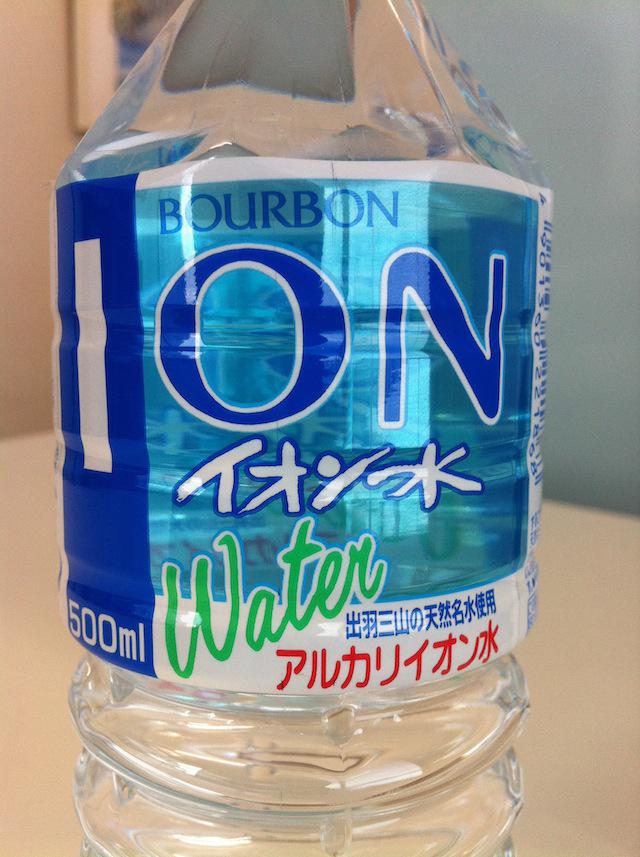 BOURBON
ION
イオン水
Water
500ml
出羽三山の天然名水使用
アルカリイオン水